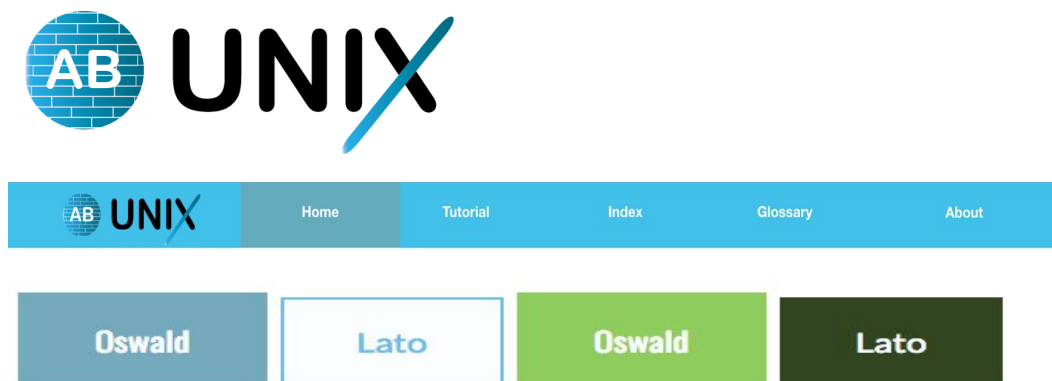 AB UNIX
AB UNIX Home Tutorial Index Glossary About
Oswald Lato Oswald Lato